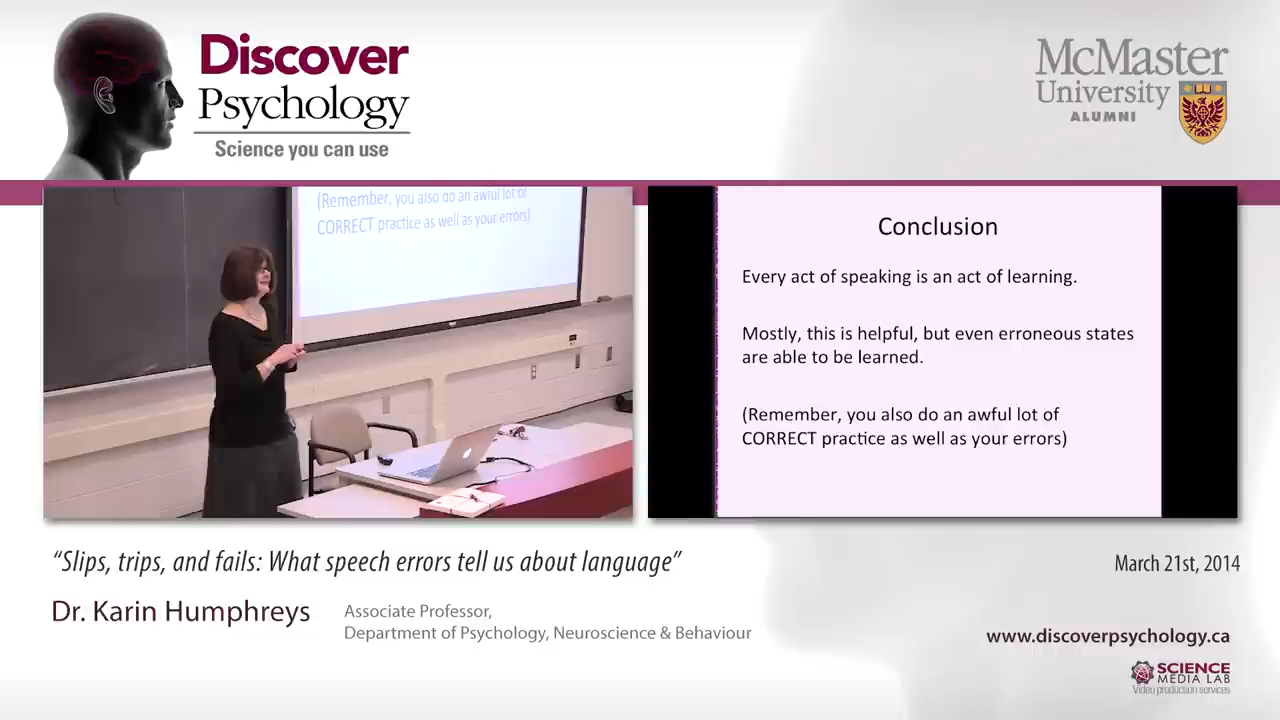 Discover
Psychology
Science you can use
McMaster
University
ALUMNI
(Remember, you also do an awful lot of
CORRECT practice as well as your errors)
Conclusion
Every act of speaking is an act of learning.
Mostly, this is helpful, but even erroneous states
are able to be learned.
(Remember, you also do an awful lot of
CORRECT practice as well as your errors)
“Slips, trips, and fails: What speech errors tell us about language”
March 21st, 2014
Dr. Karin Humphreys
Associate Professor,
Department of Psychology, Neuroscience & Behaviour
www.discoverpsychology.ca
SCIENCE
MEDIA LAB
Video production services